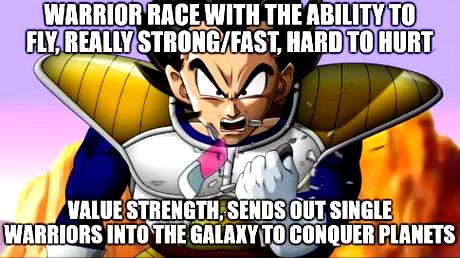 WARRIOR RACE WITH THE ABILITY TO
FLY, REALLY STRONG/FAST, HARD TO HURT
VALUE STRENGTH, SENDS OUT SINGLE
WARRIORS INTO THE GALAXY TO CONQUER PLANETS